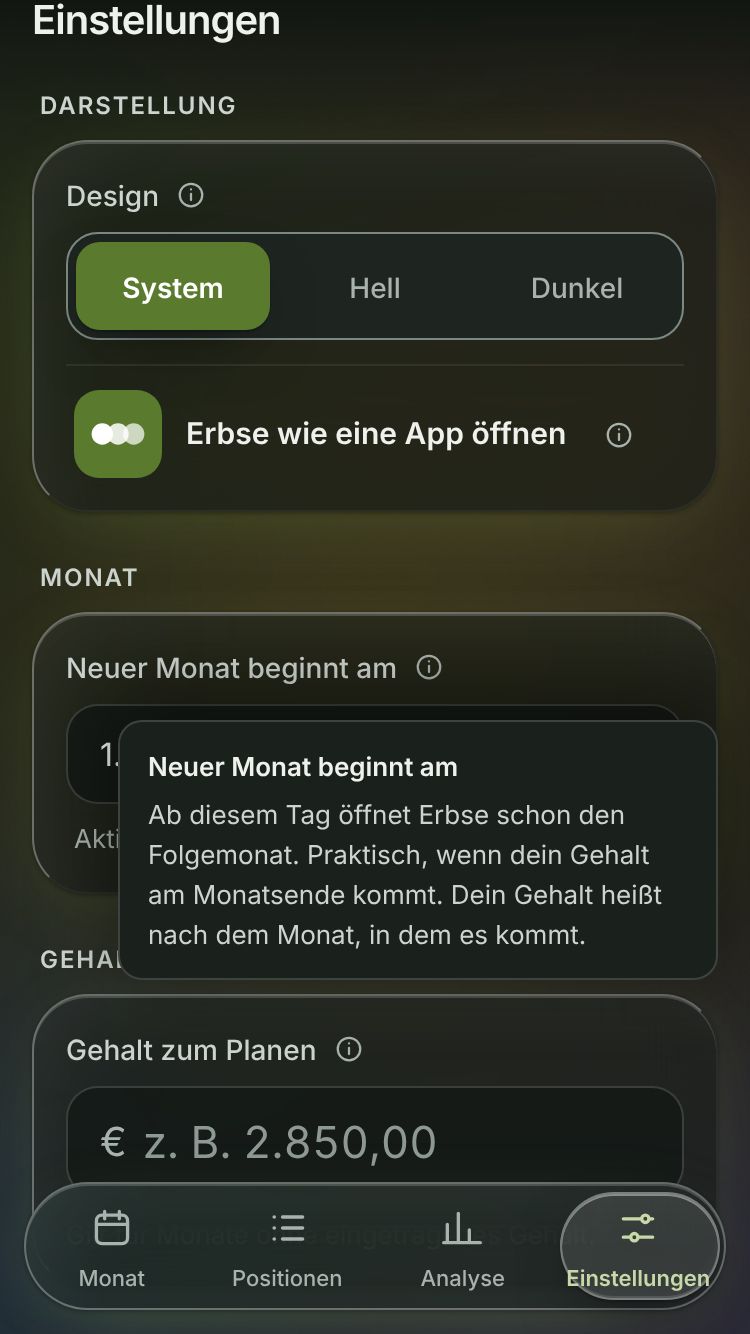 Einstellungen
DARSTELLUNG
Design
System Hell Dunkel
Erbse wie eine App öffnen
MONAT
Neuer Monat beginnt am
1.
Neuer Monat beginnt am
Ab diesem Tag öffnet Erbse schon den
Folgemonat. Praktisch, wenn dein Gehalt
am Monatsende kommt. Dein Gehalt heißt
nach dem Monat, in dem es kommt.
Gehalt zum Planen
€ z. B. 2.850,00
Monat Positionen Analyse Einstellungen